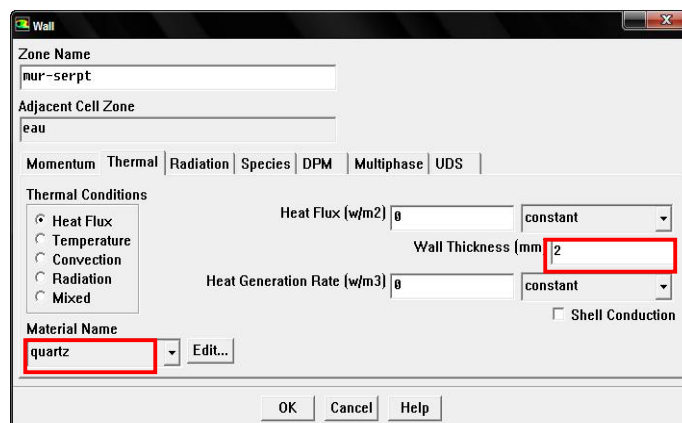 Wall
Zone Name
mur-serpt
Adjacent Cell Zone
eau
Momentum Thermal Radiation Species DPM Multiphase UDS
Thermal Conditions
Heat Flux
Temperature
Convection
Radiation
Mixed
Heat Flux (w/m2) 0 constant
Wall Thickness (mm 2
Heat Generation Rate (w/m3) 0 constant
Shell Conduction
Material Name
quartz Edit...
OK Cancel Help